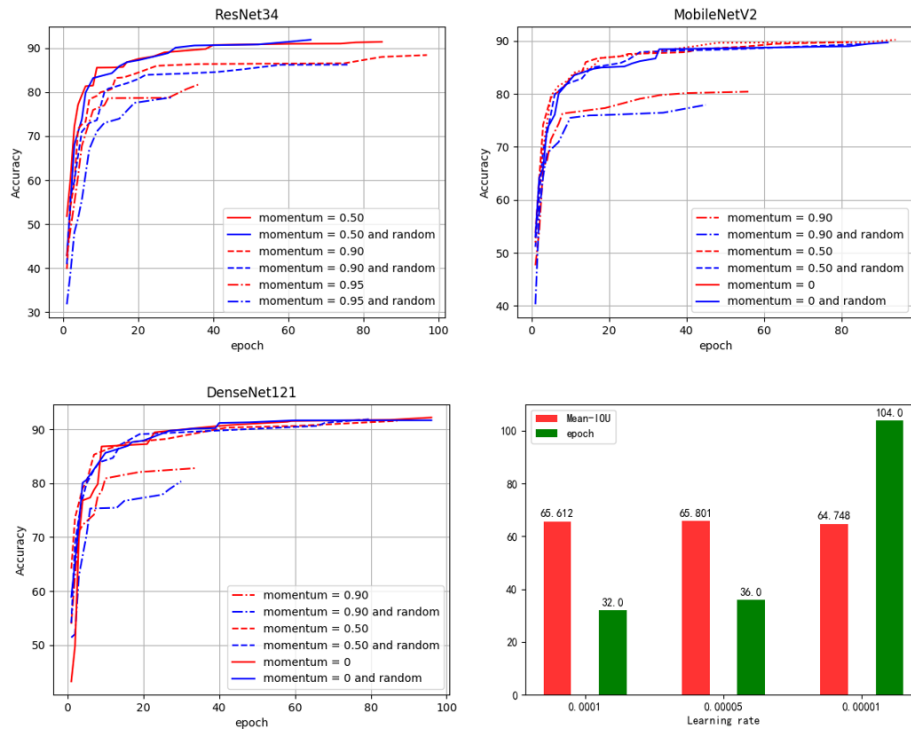 ResNet34
Accuracy
90
80
70
60
50
40
30
momentum = 0.50
momentum = 0.50 and random
momentum = 0.90
momentum = 0.90 and random
momentum = 0.95
momentum = 0.95 and random
0 20 40 60 80 100
epoch
MobileNetV2
Accuracy
90
80
70
60
50
40
momentum = 0.90
momentum = 0.90 and random
momentum = 0.50
momentum = 0.50 and random
momentum = 0
momentum = 0 and random
0 20 40 60 80
epoch
DenseNet121
Accuracy
90
80
70
60
50
momentum = 0.90
momentum = 0.90 and random
momentum = 0.50
momentum = 0.50 and random
momentum = 0
momentum = 0 and random
0 20 40 60 80 100
epoch
Mean-IOU
epoch
100
80
60
40
20
0
65.612 32.0 65.801 36.0 64.748 104.0
0.0001 0.00005 0.00001
Learning rate